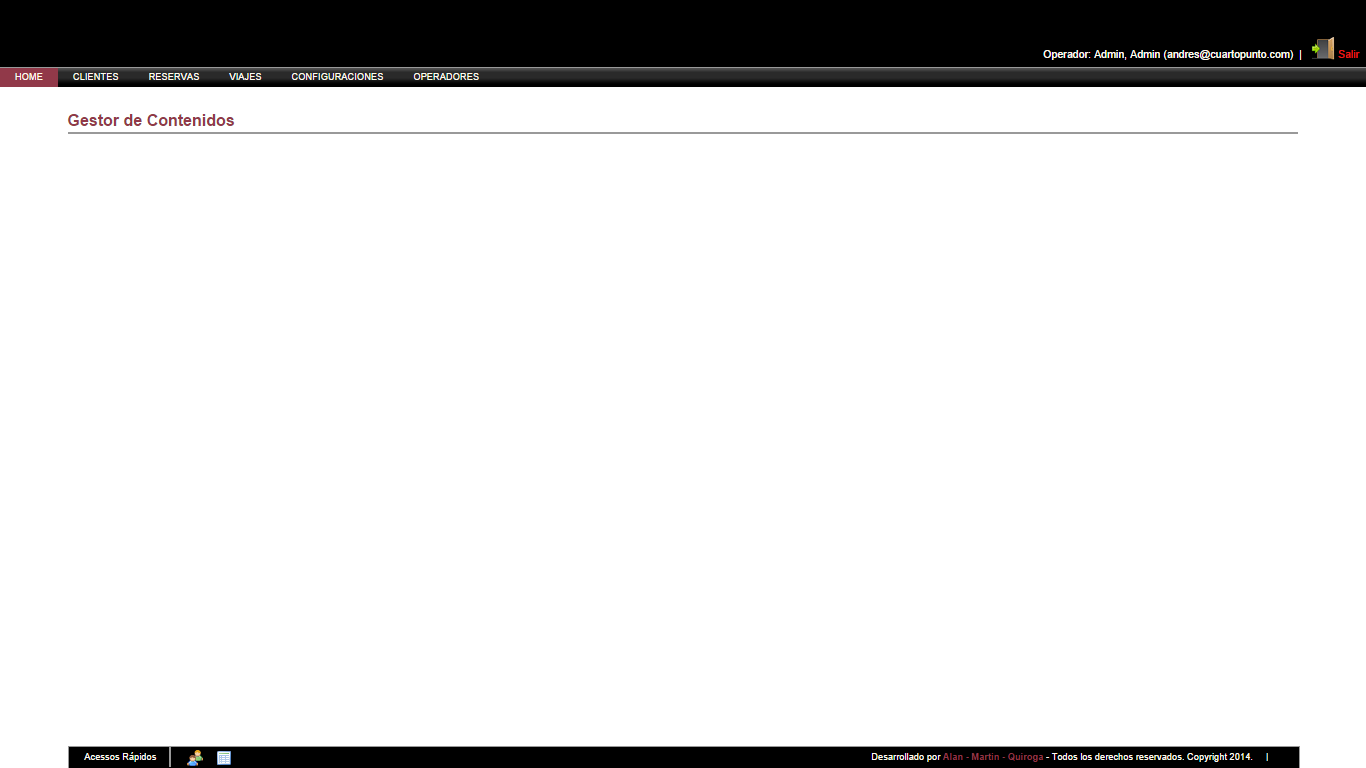 Operador: Admin, Admin (andres@cuartopunto.com) | Salir
HOME CLIENTES RESERVAS VIAJES CONFIGURACIONES OPERADORES
Gestor de Contenidos
Acessos Rápidos Desarrollado por Alan - Martin - Quiroga - Todos los derechos reservados. Copyright 2014. |